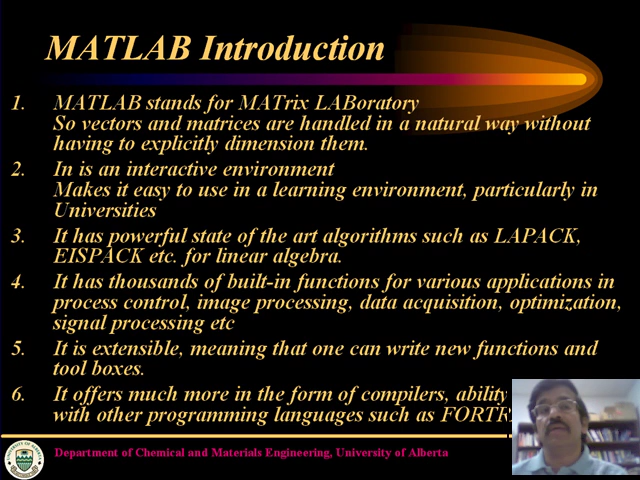 MATLAB Introduction
1. MATLAB stands for MATrix LABoratory
So vectors and matrices are handled in a natural way without
having to explicitly dimension them.
2. In is an interactive environment
Makes it easy to use in a learning environment, particularly in
Universities
3. It has powerful state of the art algorithms such as LAPACK,
EISPACK etc. for linear algebra.
4. It has thousands of built-in functions for various applications in
process control, image processing, data acquisition, optimization,
signal processing etc
5. It is extensible, meaning that one can write new functions and
tool boxes.
6. It offers much more in the form of compilers, ability
with other programming languages such as
Department of Chemical and Materials Engineering, University of Alberta